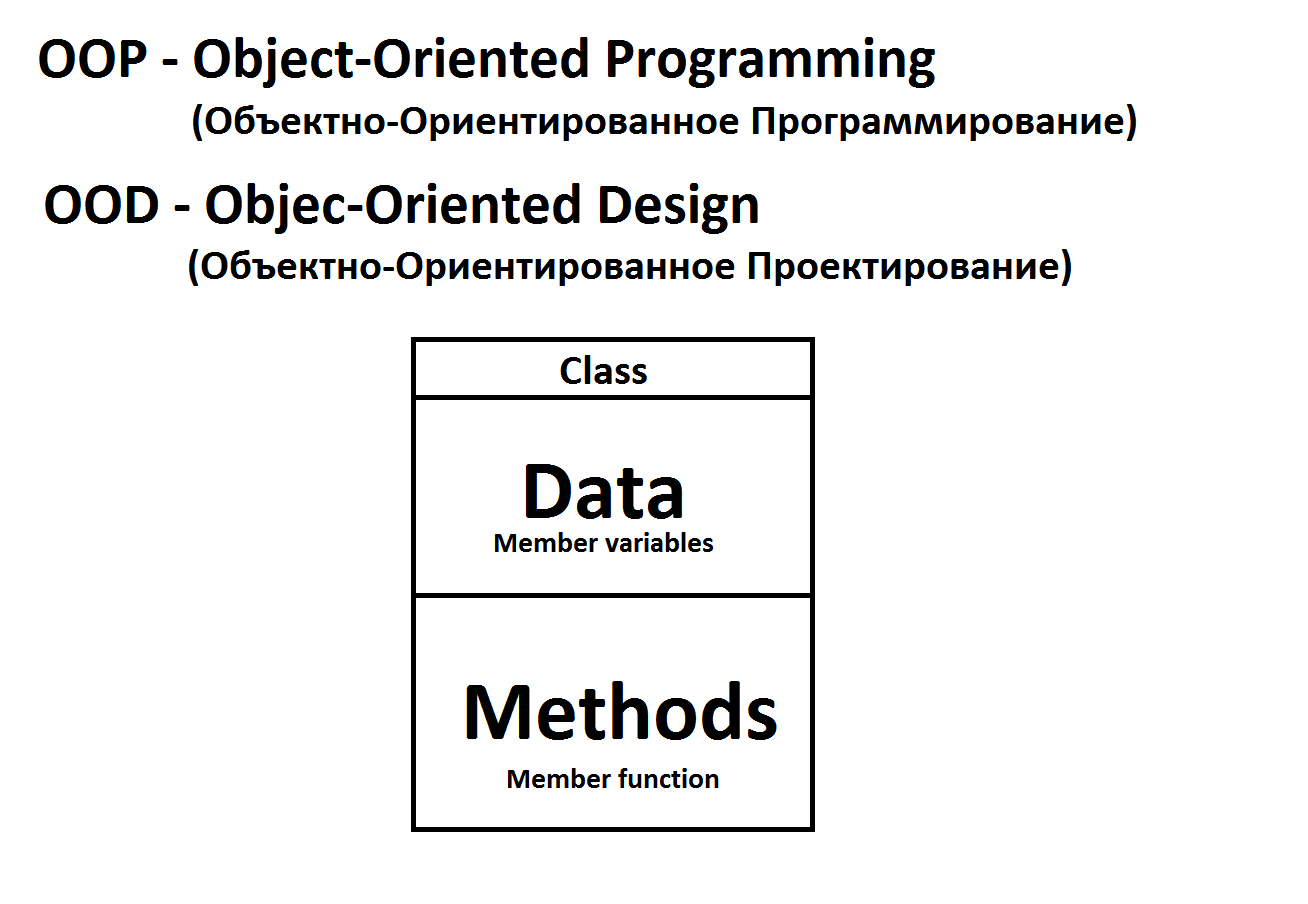 OOP - Object-Oriented Programming
(Объектно-Ориентированное Программирование)
OOD - Objec-Oriented Design
(Объектно-Ориентированное Проектирование)
Class
Data
Member variables
Methods
Member function